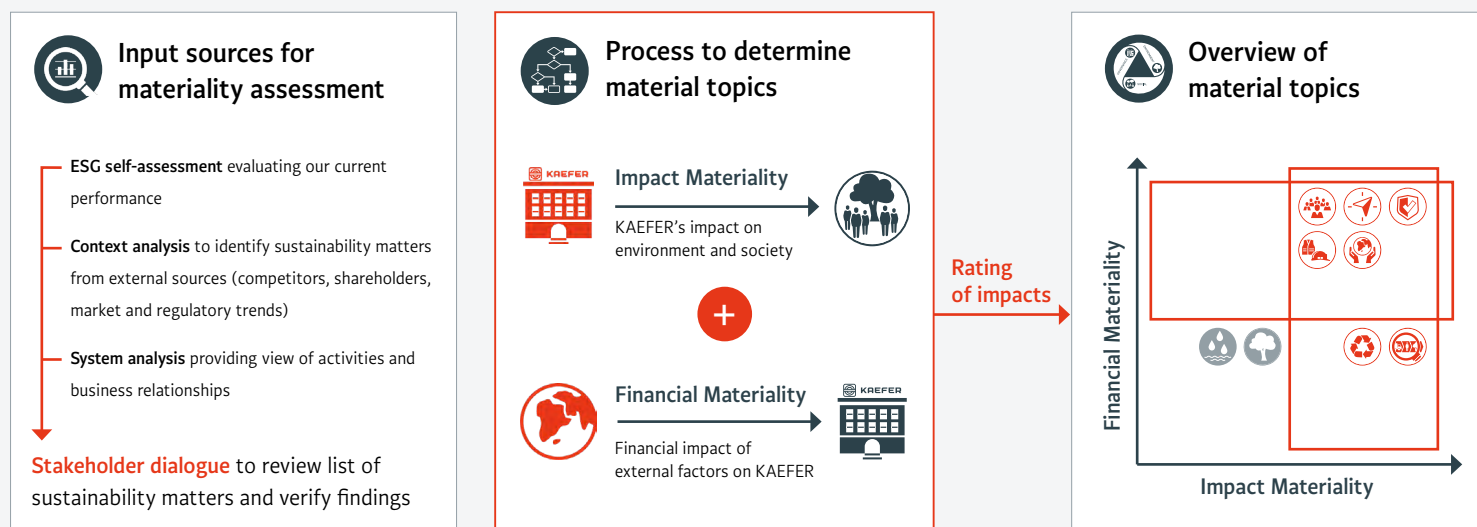 Input sources for
materiality assessment
ESG self-assessment evaluating our current
performance
Context analysis to identify sustainability matters
from external sources (competitors, shareholders,
market and regulatory trends)
System analysis providing view of activities and
business relationships
Stakeholder dialogue to review list of
sustainability matters and verify findings
Process to determine
material topics
KAEFER
Impact Materiality
KAEFER's impact on
environment and society
+
Financial Materiality
KAEFER
Financial impact of
external factors on KAEFER
Rating
of impacts
Overview of
material topics
Financial Materiality
Impact Materiality